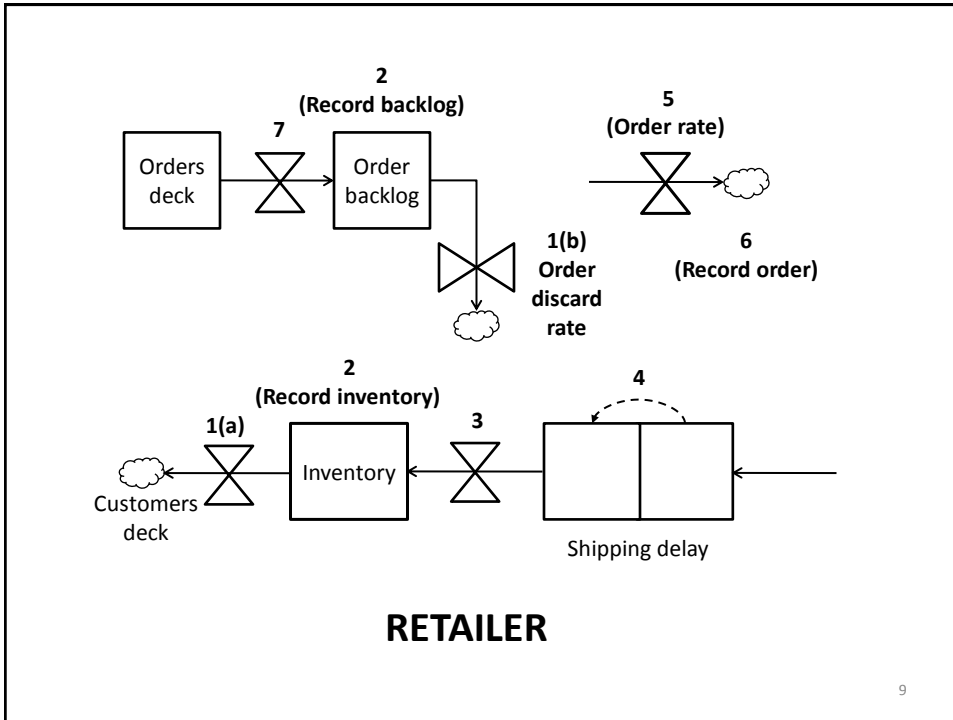 2
(Record backlog)
7
5
(Order rate)
Orders
deck
Order
backlog
1(b)
Order
discard
rate
6
(Record order)
2
(Record inventory)
4
1(a)
3
Inventory
Customers
deck
Shipping delay
RETAILER
9